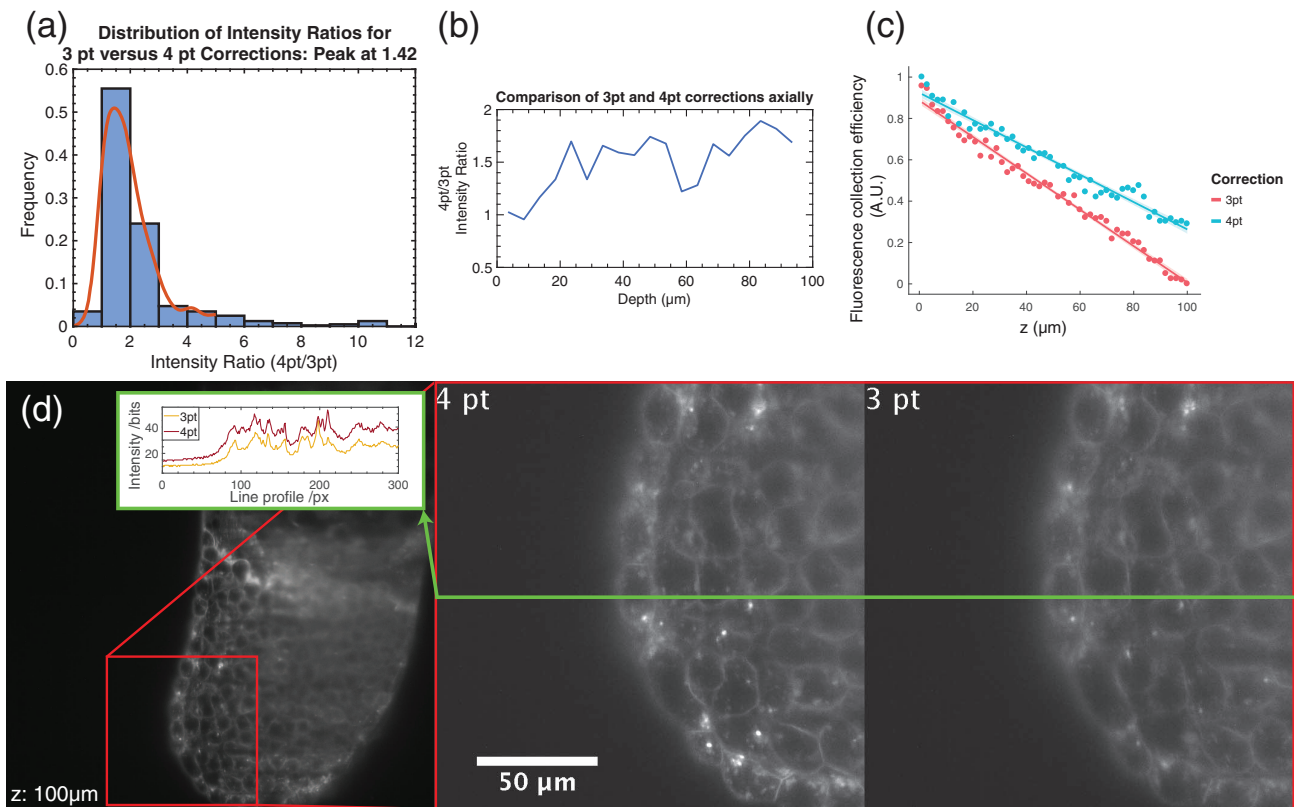 (a)
Distribution of Intensity Ratios for
3 pt versus 4 pt Corrections: Peak at 1.42
0.6
0.5
0.4
0.3
0.2
0.1
0
Frequency
0 2 4 6 8 10 12
Intensity Ratio (4pt/3pt)
(b)
Comparison of 3pt and 4pt corrections axially
2
1.5
1
0.5
4pt/3pt
Intensity Ratio
0 20 40 60 80 100
Depth (µm)
(c)
1
0.8
0.6
0.4
0.2
0
Fluorescence collection efficiency
(A.U.)
0 20 40 60 80 100
z (µm)
Correction
3pt
4pt
(d)
Intensity /bits
40
20
3pt
4pt
0 100 200 300
Line profile /px
z: 100µm
4 pt
50 µm
3 pt